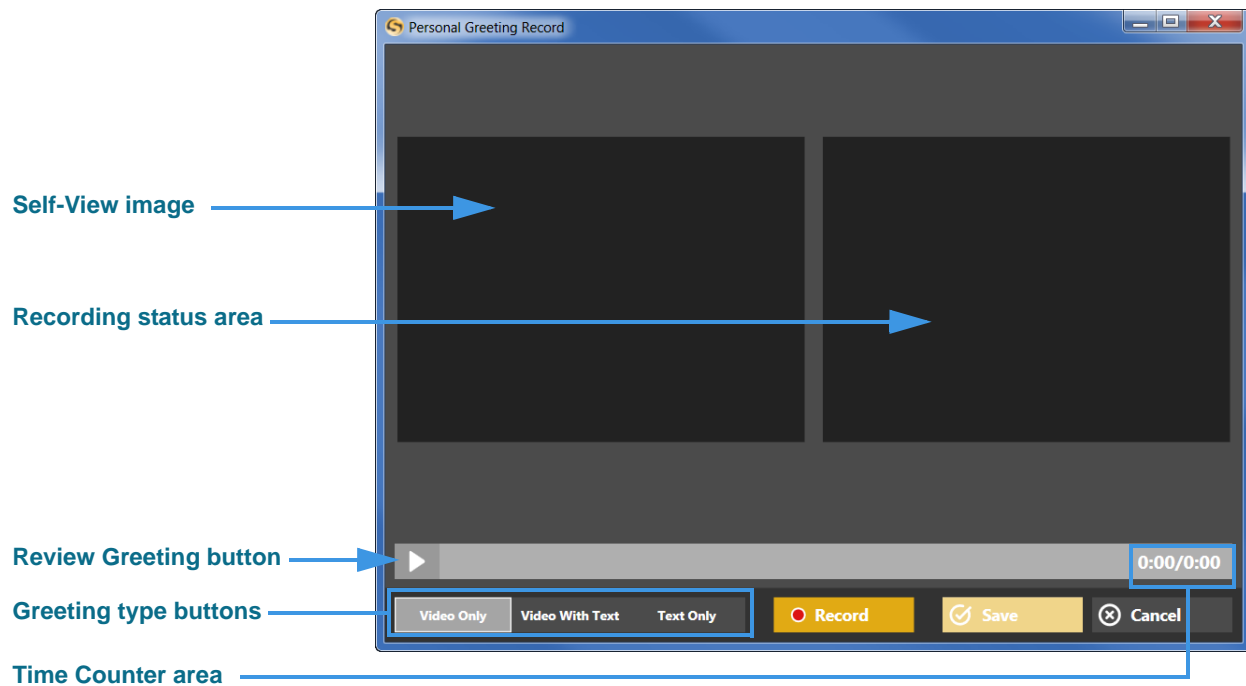 Personal Greeting Record
Self-View image
Recording status area
Review Greeting button
0:00/0:00
Greeting type buttons
Video Only Video With Text Text Only Record Save Cancel
Time Counter area